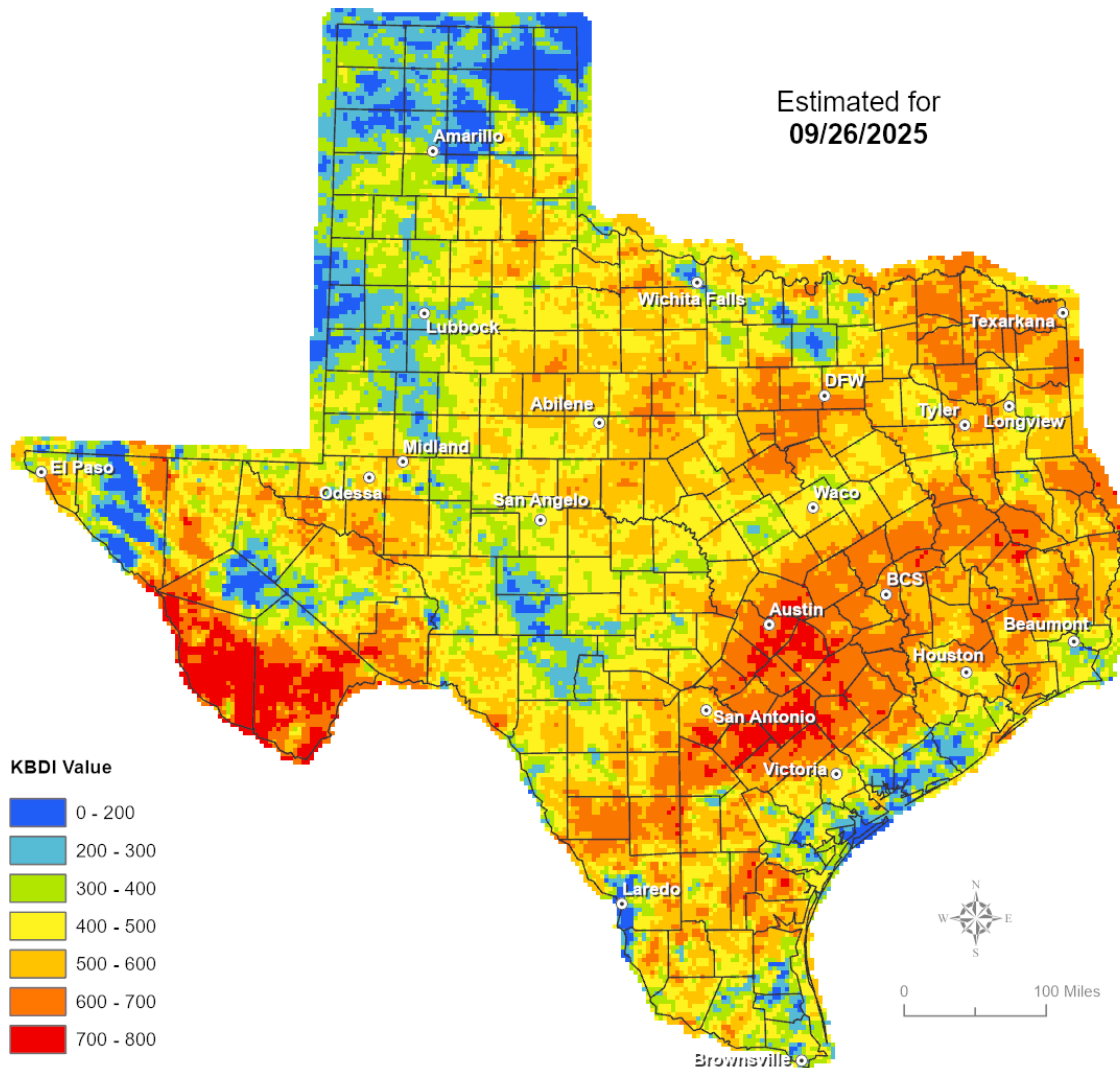 Estimated for
09/26/2025
Amarillo
Wichita Falls
Lubbock
Texarkana
DFW
Abilene
Tyler
Longview
Midland
El Paso
Odessa
San Angelo
Waco
BCS
Austin
Beaumont
Houston
San Antonio
Victoria
KBDI Value
0 - 200
200 - 300
300 - 400
400 - 500
500 - 600
600 - 700
700 - 800
Laredo
N
W E
S
0 100 Miles
Brownsville